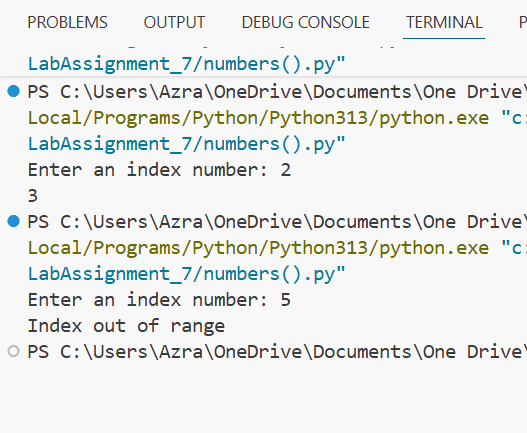 PROBLEMS OUTPUT DEBUG CONSOLE TERMINAL P
LabAssignment_7/numbers().py"
PS C:\Users\Azra\OneDrive\Documents\One Drive\
Local/Programs/Python/Python313/python.exe "c:
LabAssignment_7/numbers().py"
Enter an index number: 2
3
PS C:\Users\Azra\OneDrive\Documents\One Drive\
Local/Programs/Python/Python313/python.exe "c:
LabAssignment_7/numbers().py"
Enter an index number: 5
Index out of range
PS C:\Users\Azra\OneDrive\Documents\One Drive\